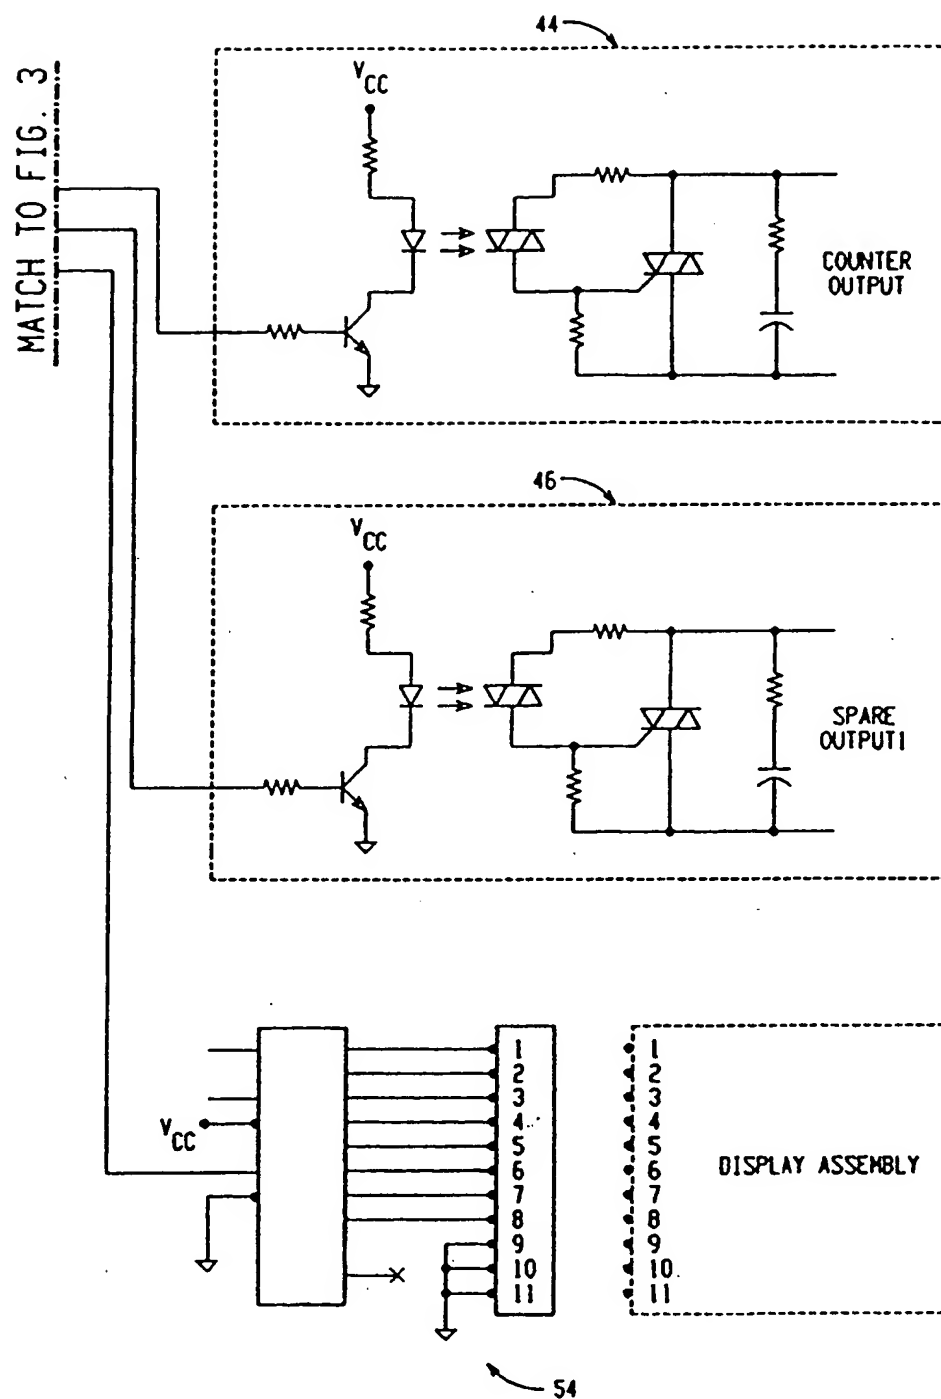 44
MATCH TO FIG. 3
VCC
COUNTER
OUTPUT
46
VCC
SPARE
OUTPUT1
VCC
1
2
3
4
5
6
7
8
9
10
11
1
2
3
4
5
6
7
8
9
10
11
DISPLAY ASSEMBLY
54